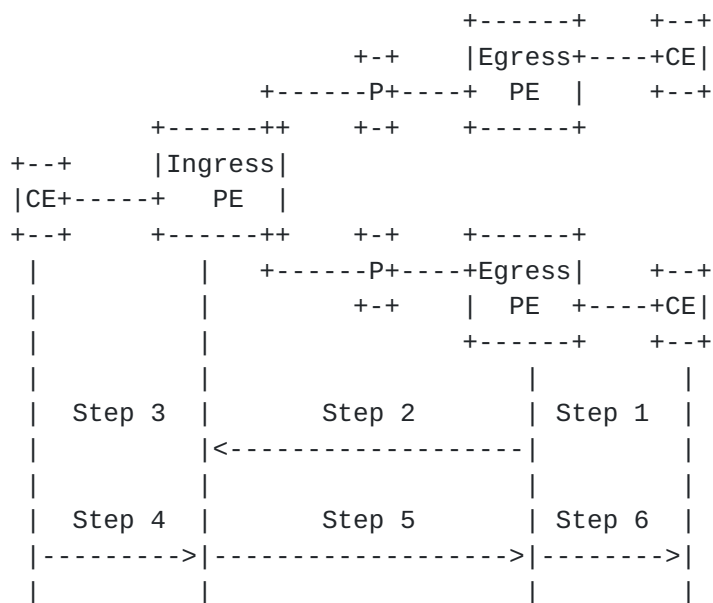 +------+    +--+
                      +-+    |Egress+----+CE|
                +------P+----+  PE  |    +--+
         +------++    +-+    +------+
+--+     |Ingress|
|CE+-----+   PE  |
+--+     +------++    +-+    +------+
 |          |   +------P+----+Egress|    +--+
 |          |         +-+    |  PE  +----+CE|
 |          |                +------+    +--+
 |          |                    |         |
 |  Step 3  |       Step 2       | Step 1  |
 |          |<-------------------|         |
 |          |                    |         |
 |  Step 4  |       Step 5       | Step 6  |
 |--------->|------------------->|-------->|
 |          |                    |         |